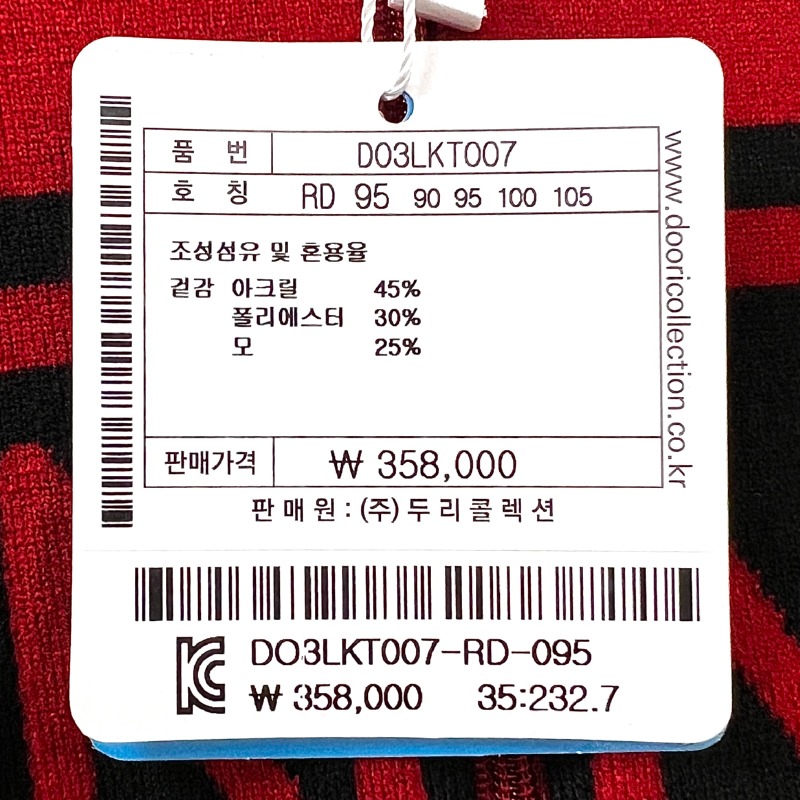 품 번 DO3LKT007
호 칭 RD 95 90 95 100 105
조성섬유 및 혼용율
겉감 아크릴 45%
폴리에스터 30%
모 25%
판매가격 ₩ 358,000
판 매 원 : (주) 두 리 콜 렉 션
www.dooricollection.co.kr
DO3LKT007-RD-095
₩ 358,000 35:232.7